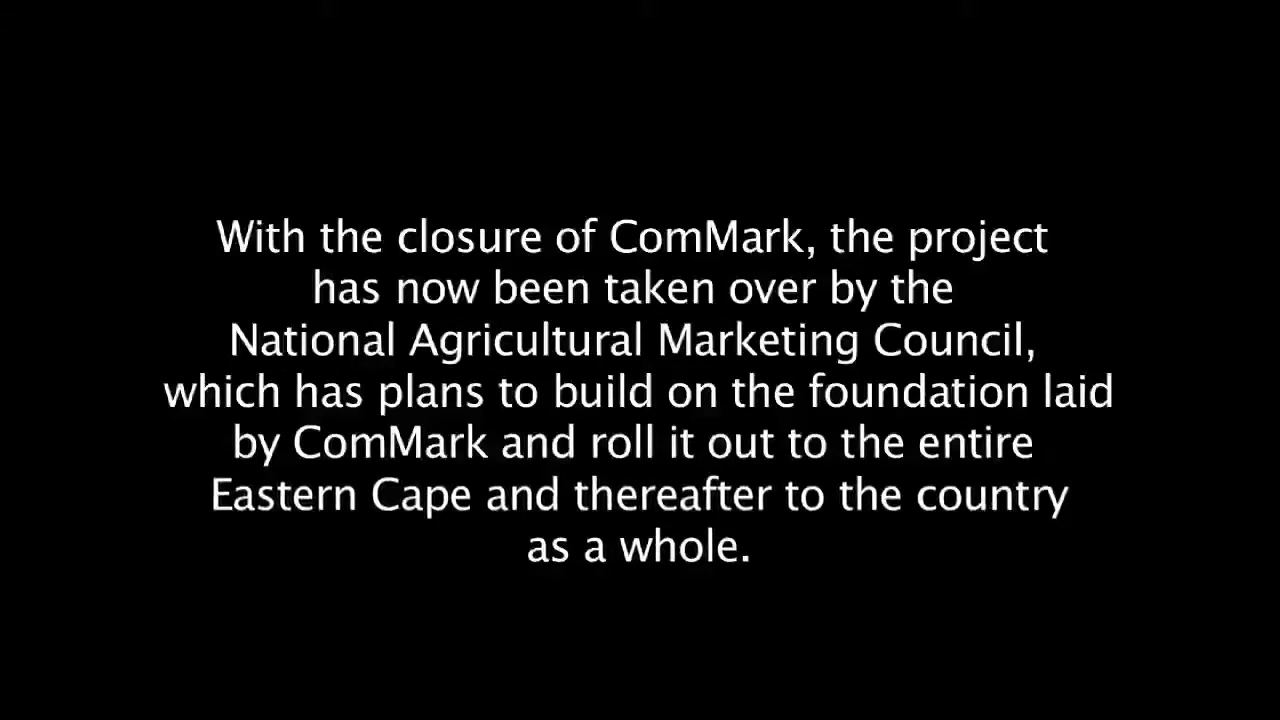 With the closure of ComMark, the project
has now been taken over by the
National Agricultural Marketing Council,
which has plans to build on the foundation laid
by ComMark and roll it out to the entire
Eastern Cape and thereafter to the country
as a whole.